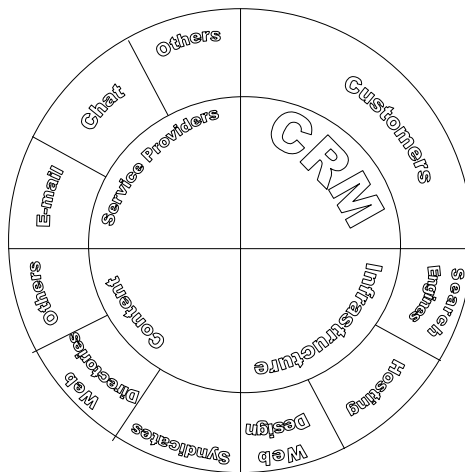 Others
Chat
E-mail
Service Providers
Customers
CRM
Others
Content
Web
Directories
Syndicates
Infrastructure
Search
Engines
Hosting
Web
Design